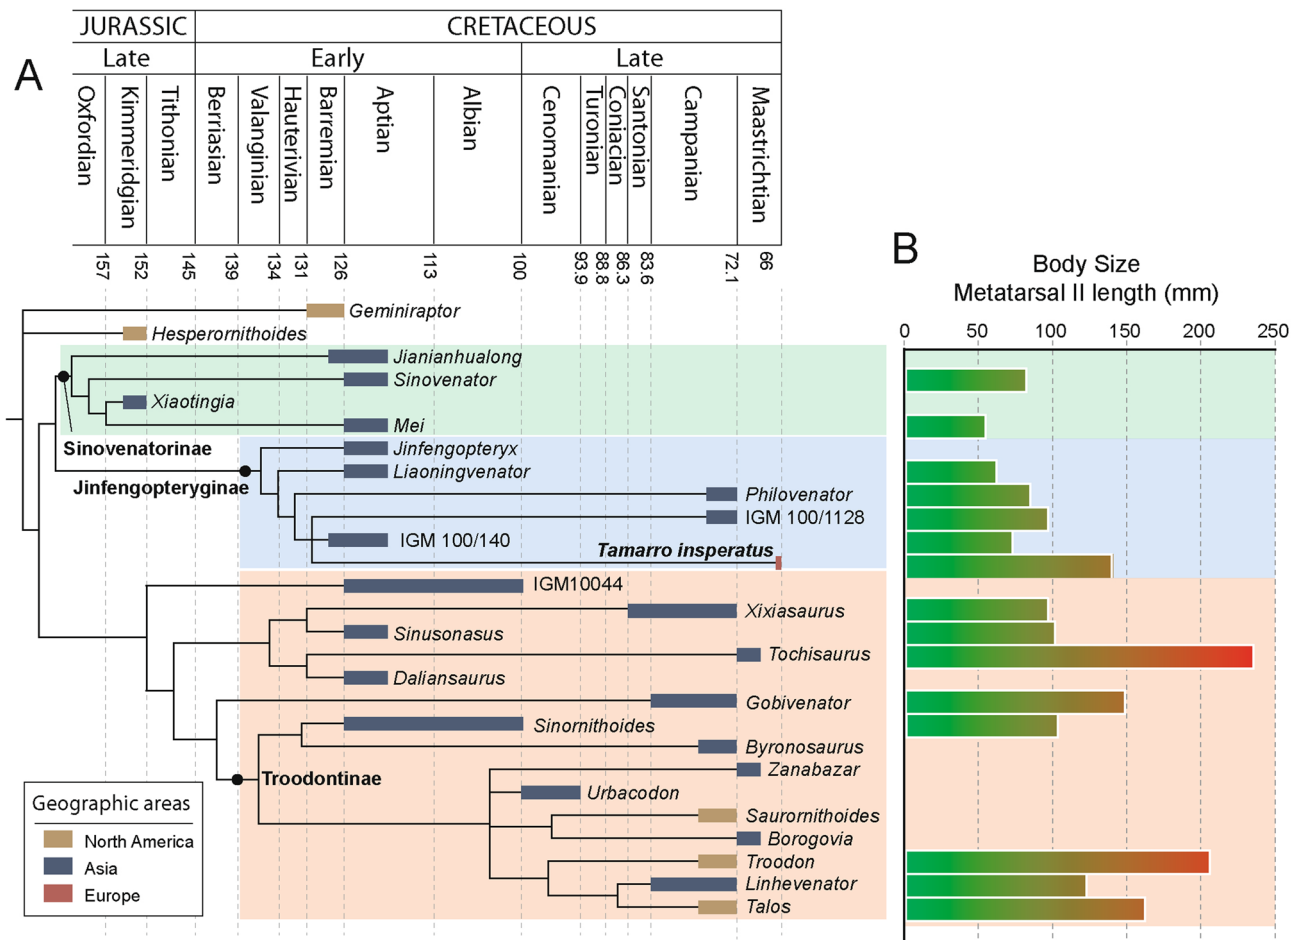 A
JURASSIC
CRETACEOUS
Late
Early
Late
Oxfordian
Kimmeridgian
Tithonian
Berriasian
Valanginian
Hauterivian
Barremian
Aptian
Albian
Cenomanian
Turonian
Coniacian
Santonian
Campanian
Maastrichtian
157
152
145
139
134
131
126
113
100
93.9
88.8
86.3
83.6
72.1
66
Geminiraptor
Hesperornithoides
Jianianhualong
Sinovenator
Xiaotingia
Mei
Sinovenatorinae
Jinfengopteryx
Liaoningvenator
Jinfengopteryginae
Philovenator
IGM 100/1128
IGM 100/140
Tamarro insperatus
IGM10044
Xixiasaurus
Sinusonasus
Tochisaurus
Daliansaurus
Gobivenator
Sinornithoides
Byronosaurus
Zanabazar
Troodontinae
Urbacodon
Saurornithoides
Borogovia
Troodon
Linhevenator
Talos
Geographic areas
North America
Asia
Europe
B
Body Size
Metatarsal II length (mm)
0 50 100 150 200 250